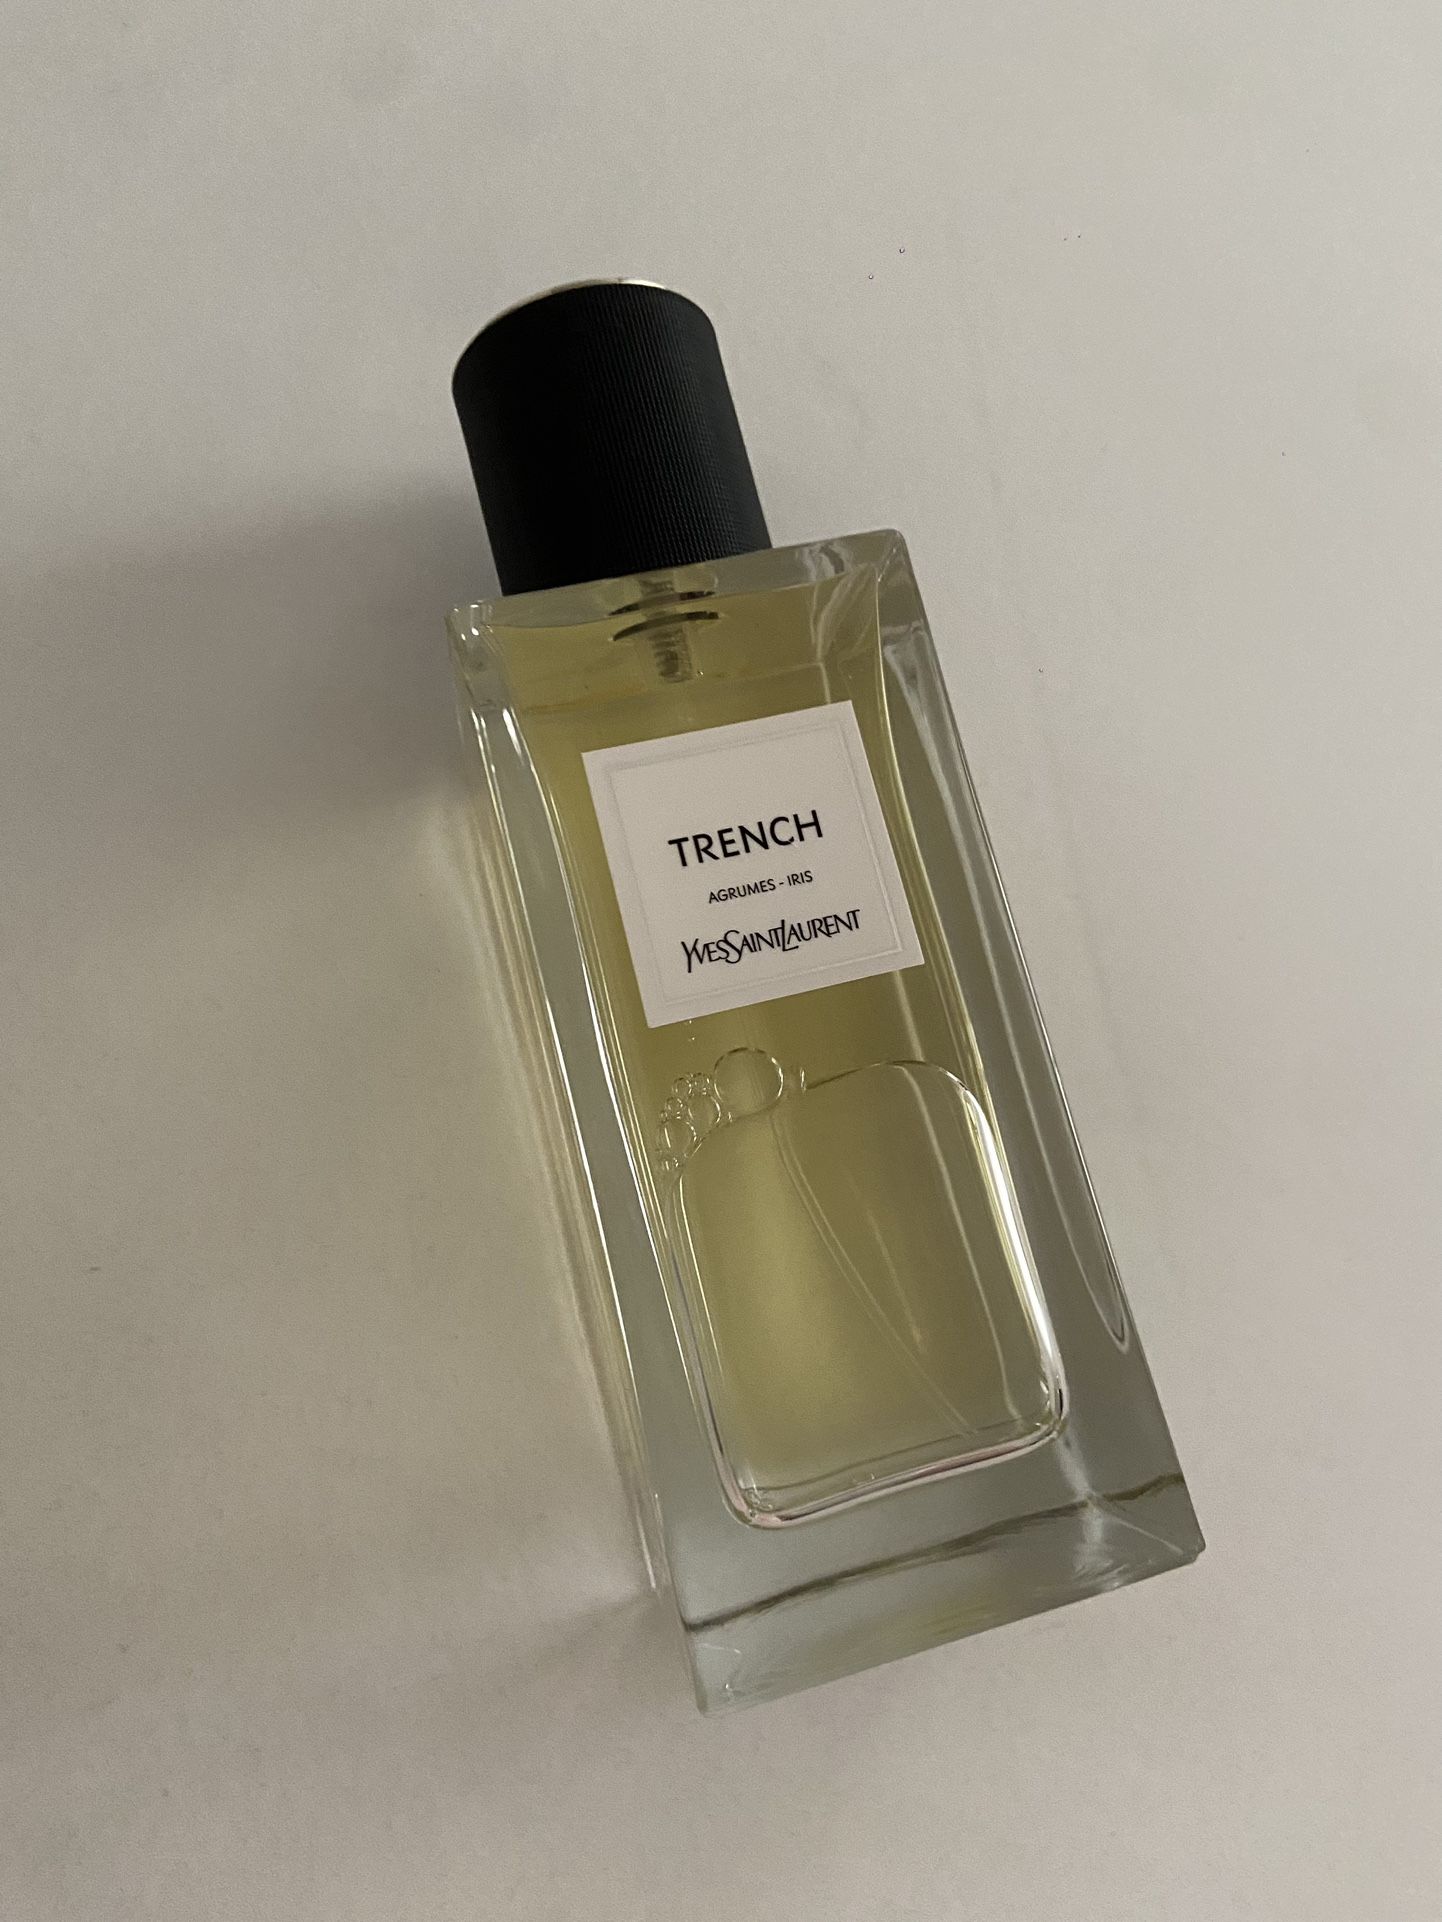 TRENCH
AGRUMES - IRIS
YVESSAINTLAURENT